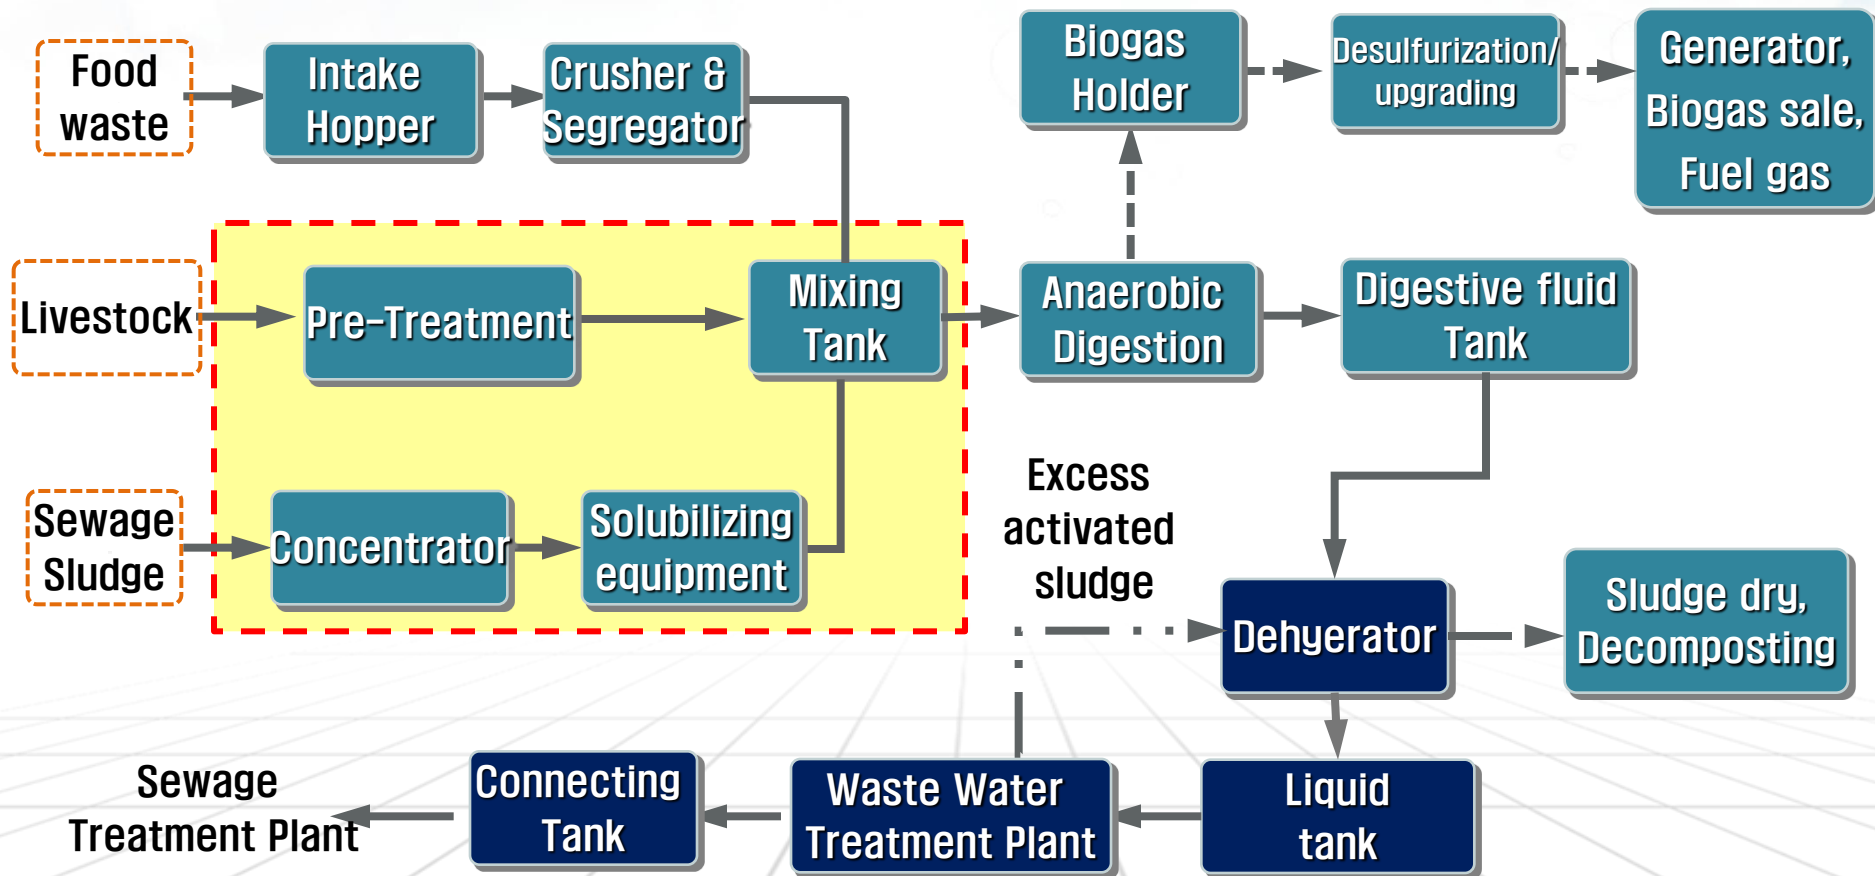 Food
waste
Intake
Hopper
Crusher &
Segregator
Biogas
Holder
Desulfurization/
upgrading
Generator,
Biogas sale,
Fuel gas
Livestock
Pre-Treatment
Mixing
Tank
Anaerobic
Digestion
Digestive fluid
Tank
Sewage
Sludge
Concentrator
Solubilizing
equipment
Excess
activated
sludge
Dehyerator
Sludge dry,
Decomposting
Sewage
Treatment Plant
Connecting
Tank
Waste Water
Treatment Plant
Liquid
tank